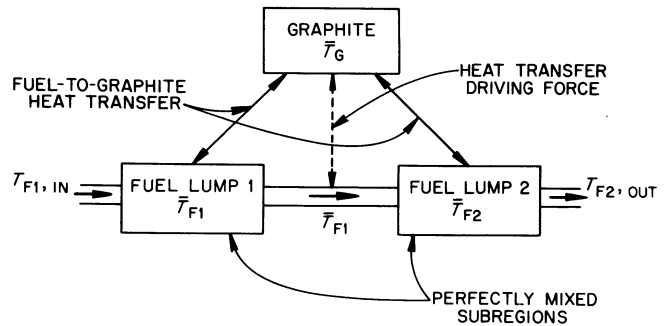 GRAPHITE
T̅G
FUEL-TO-GRAPHITE
HEAT TRANSFER
HEAT TRANSFER
DRIVING FORCE
TF1, IN
FUEL LUMP 1
T̅F1
T̅F1
FUEL LUMP 2
T̅F2
TF2, OUT
PERFECTLY MIXED
SUBREGIONS